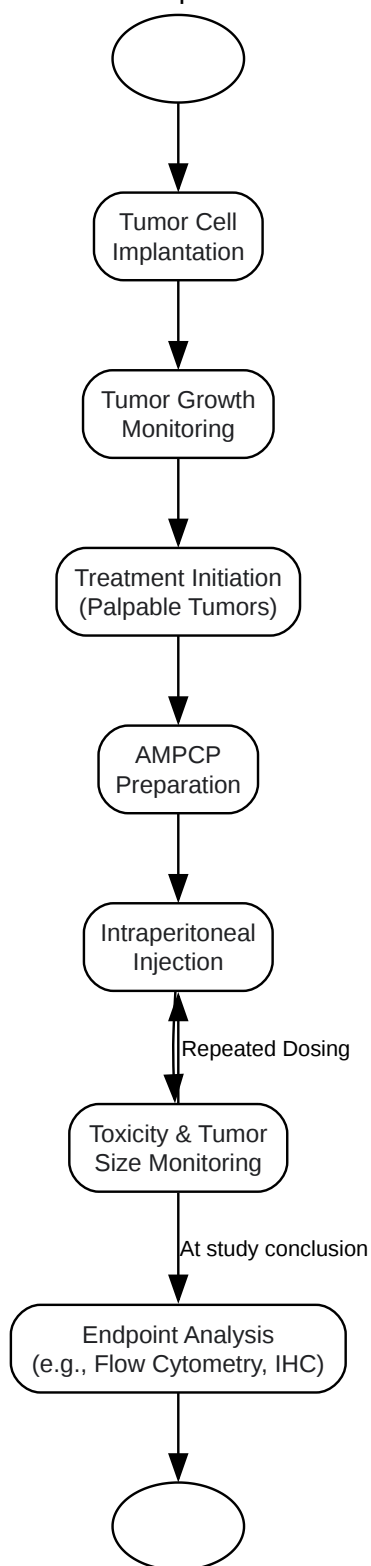 Tumor Cell
Implantation
Tumor Growth
Monitoring
Treatment Initiation
(Palpable Tumors)
AMPCP
Preparation
Intraperitoneal
Injection
Repeated Dosing
Toxicity & Tumor
Size Monitoring
At study conclusion
Endpoint Analysis
(e.g., Flow Cytometry, IHC)